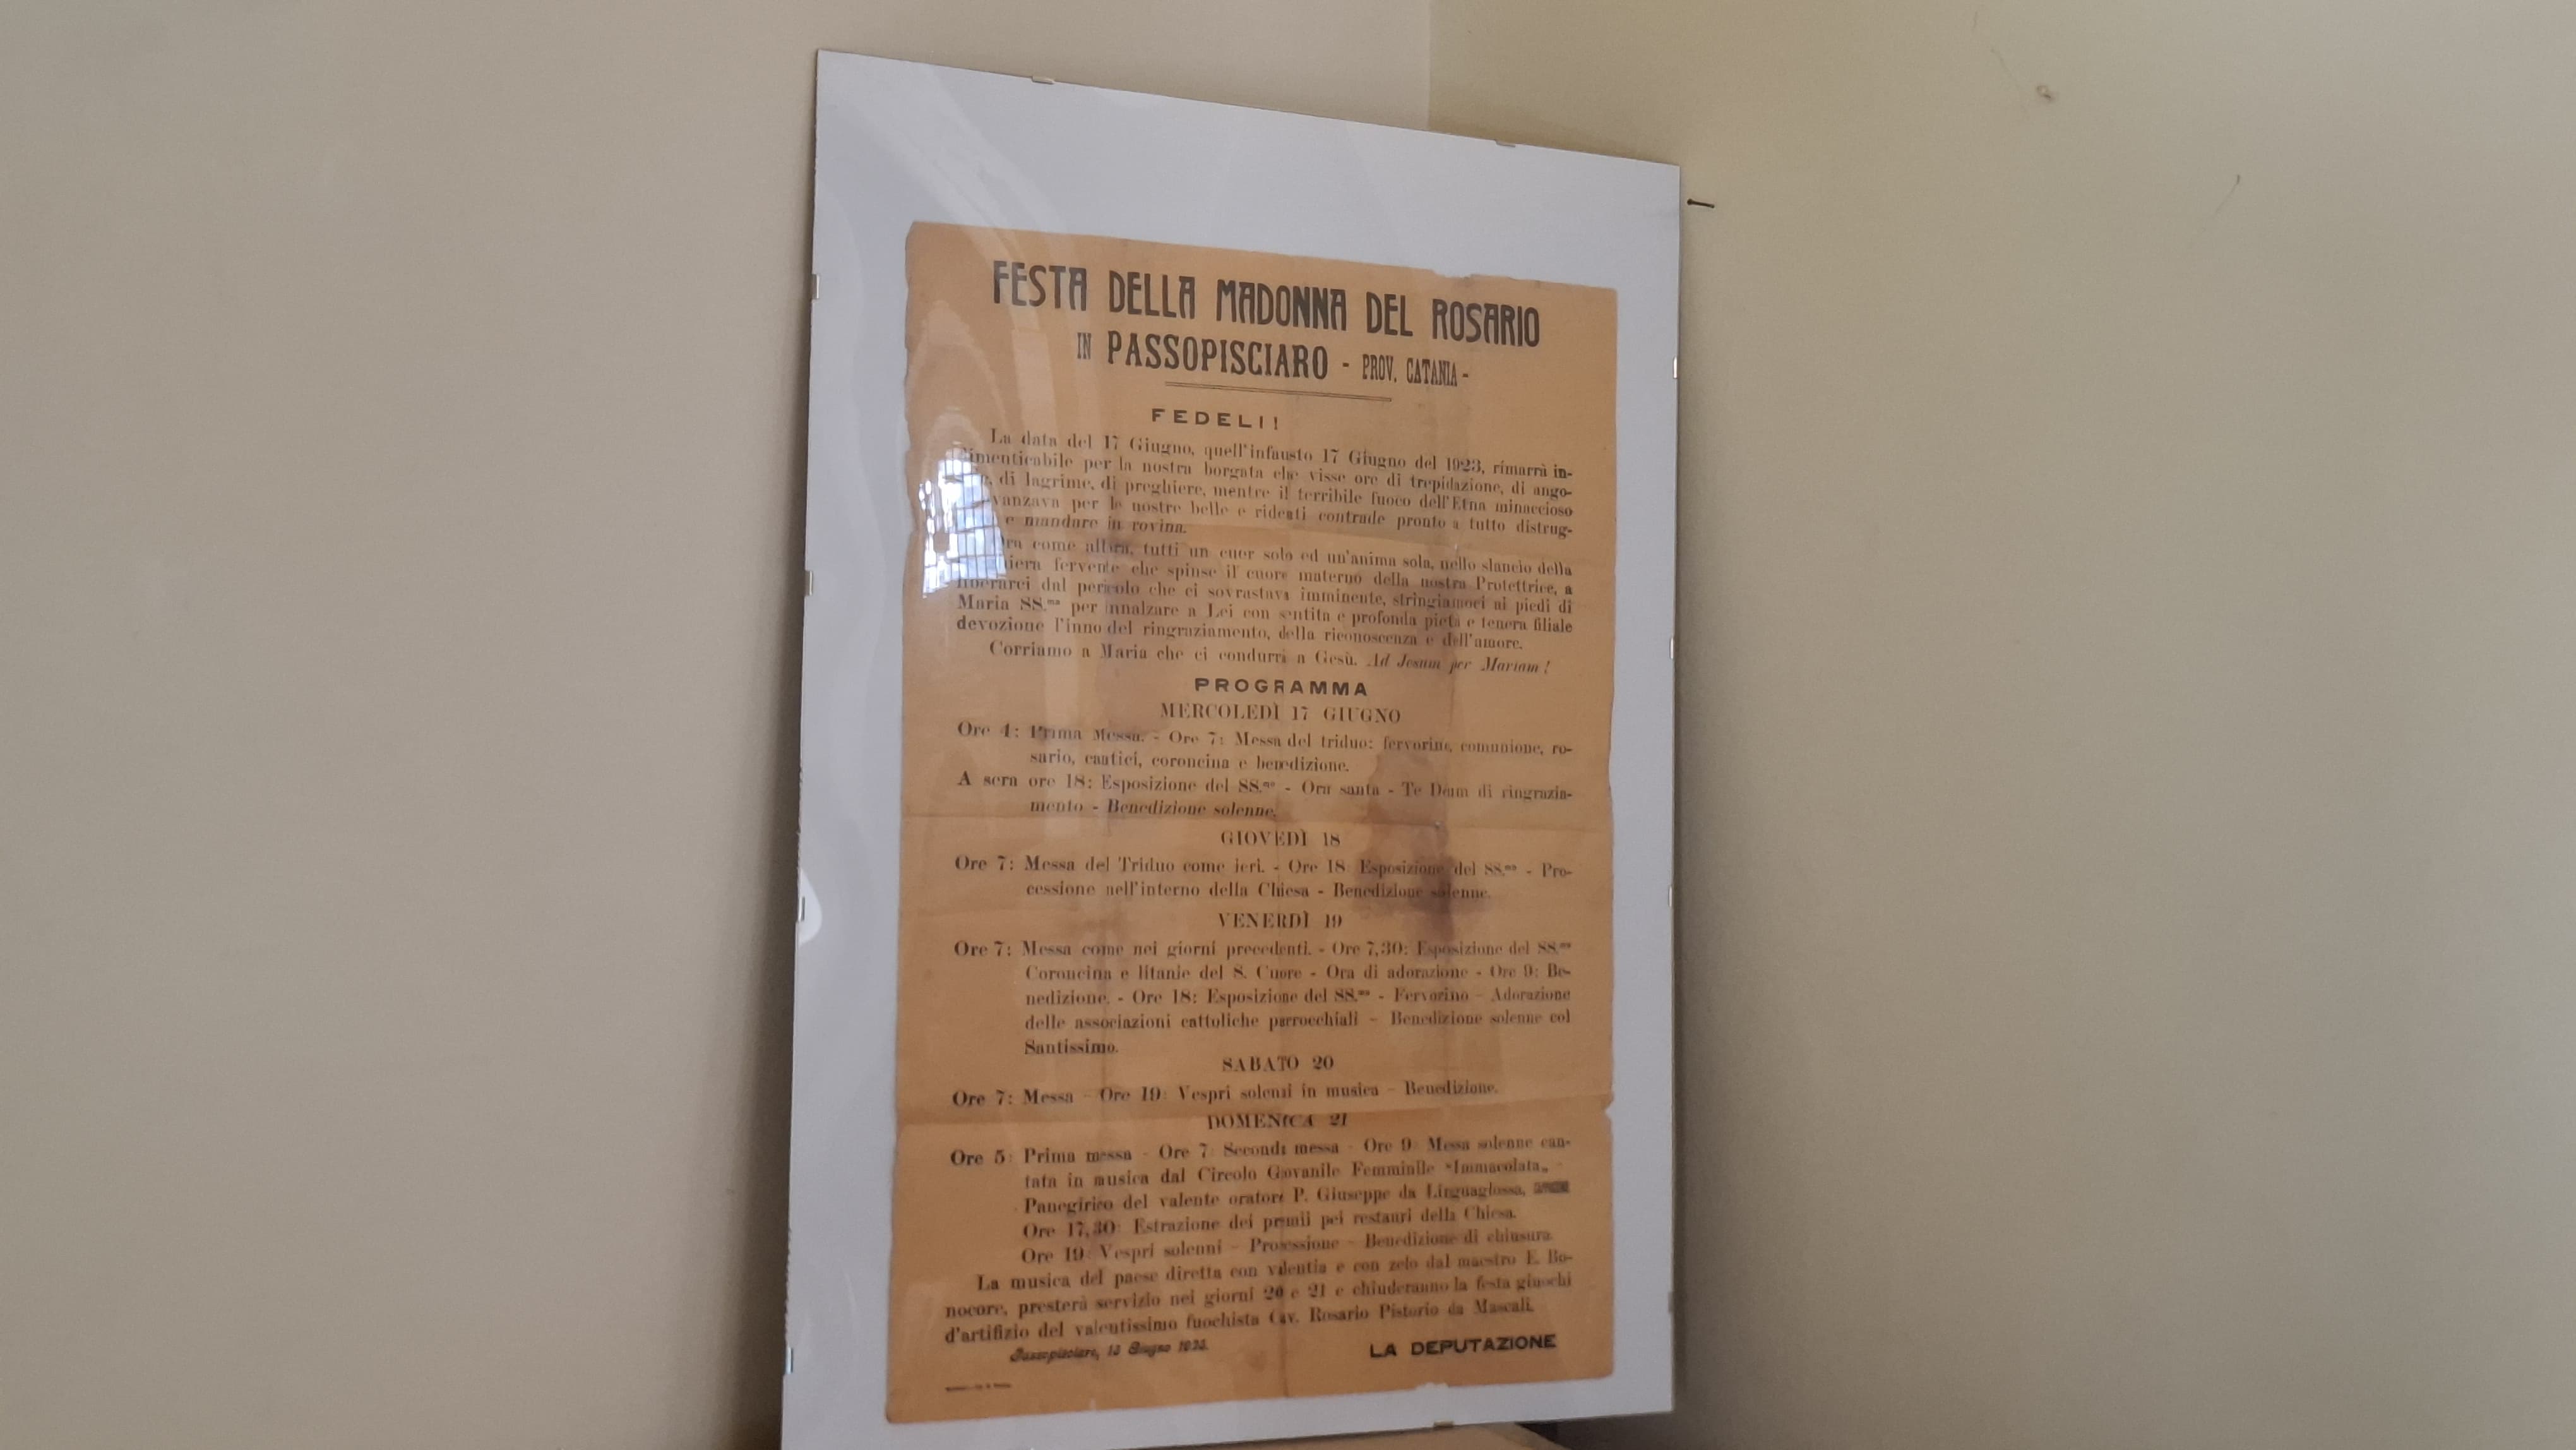 FESTA DELLA MADONNA DEL ROSARIO
IN PASSOPISCIARO - PROV. CATANIA -
FEDELI!
La data del 17 Giugno, quell'infausto 17 Giugno del 1923, rimarrà in-
dimenticabile per la nostra borgata che visse ore di trepidazione, di ango-
di lagrime, di preghiere, mentre il terribile fuoco dell'Etna minaccioso
vanzava per le nostre belle e ridenti contrade pronto a tutto distrug-
e mandare in rovina.
Ora come allora, tutti un cuor solo ed un'anima sola, nello slancio della
fervente che spinse il cuore materno della nostra Protettrice, a
liberarci dal pericolo che ci sovrastava imminente, stringiamoci ai piedi di
Maria SS.ma per innalzare a Lei con sentita e profonda pietà e tenera filiale
devozione l'inno del ringraziamento, della riconoscenza e dell'amore.
Corriamo a Maria che ci condurrà a Gesù. Ad Jesum per Mariam!
PROGRAMMA
MERCOLEDÌ 17 GIUGNO
Ore 4: Prima Messa. - Ore 7: Messa del triduo: fervorino, comunione, ro-
sario, cantici, coroncina e benedizione.
A sera ore 18: Esposizione del SS.mo - Ora santa - Te Deum di ringrazia-
mento - Benedizione solenne.
GIOVEDÌ 18
Ore 7: Messa del Triduo come ieri. - Ore 18: Esposizione del SS.mo - Pro-
cessione nell'interno della Chiesa - Benedizione solenne.
VENERDÌ 19
Ore 7: Messa come nei giorni precedenti. - Ore 7,30: Esposizione del SS.mo
Coroncina e litanie del S. Cuore - Ora di adorazione - Ore 9: Be-
nedizione. - Ore 18: Esposizione del SS.mo - Fervorino - Adorazione
delle associazioni cattoliche parrocchiali - Benedizione solenne col
Santissimo.
SABATO 20
Ore 7: Messa - Ore 19: Vespri solenni in musica - Benedizione.
DOMENICA 21
Ore 5: Prima messa - Ore 7: Seconda messa - Ore 9: Messa solenne can-
tata in musica dal Circolo Giovanile Femminile "Immacolata„ -
Panegirico del valente oratore P. Giuseppe da Linguaglossa.
Ore 17,30: Estrazione dei premii pei restauri della Chiesa.
Ore 19: Vespri solenni - Processione - Benedizione di chiusura.
La musica del paese diretta con valentia e con zelo dal maestro E. Bo-
nocore, presterà servizio nei giorni 20 e 21 e chiuderanno la festa giuochi
d'artifizio del valentissimo fuochista Cav. Rosario Pistorio da Mascali.
Passopisciaro, 13 Giugno
LA DEPUTAZIONE